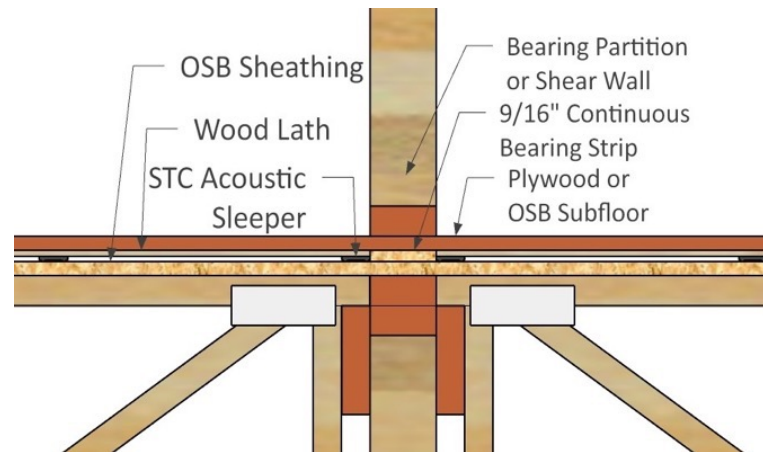 OSB Sheathing
Wood Lath
STC Acoustic
Sleeper
Bearing Partition
or Shear Wall
9/16" Continuous
Bearing Strip
Plywood or
OSB Subfloor